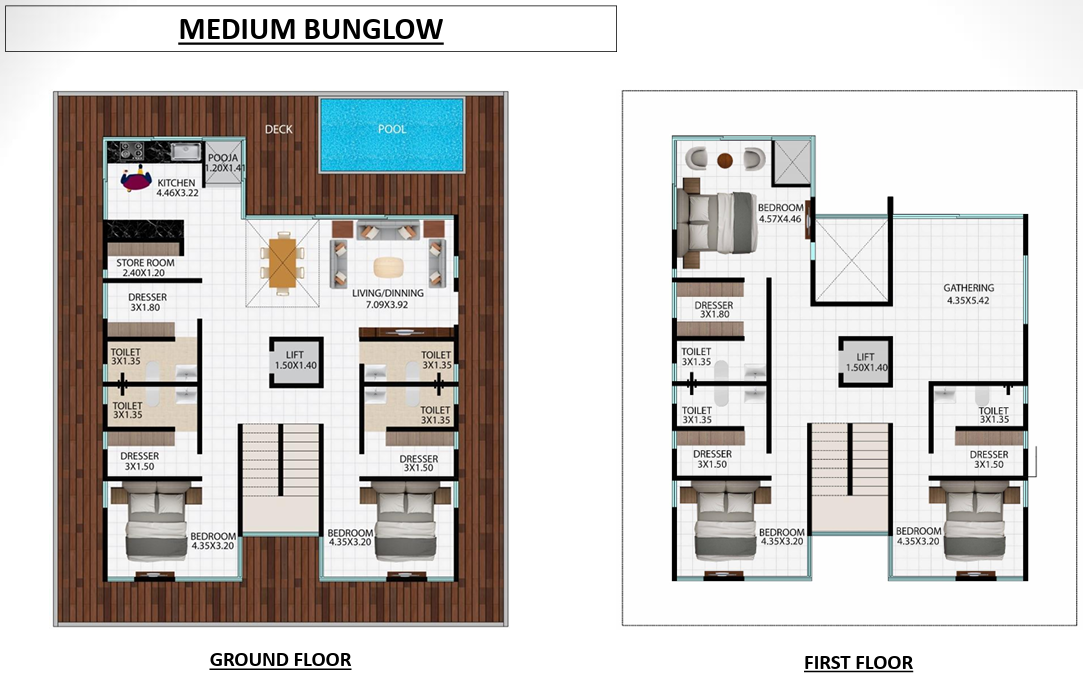 MEDIUM BUNGLOW
DECK
POOL
POOJA
1.20X1.41
KITCHEN
4.46X3.22
STORE ROOM
2.40X1.20
DRESSER
3X1.80
LIVING/DINNING
7.09X3.92
TOILET
3X1.35
LIFT
1.50X1.40
TOILET
3X1.35
TOILET
3X1.35
TOILET
3X1.35
DRESSER
3X1.50
DRESSER
3X1.50
BEDROOM
4.35X3.20
BEDROOM
4.35X3.20
GROUND FLOOR
BEDROOM
4.57X4.46
GATHERING
4.35X5.42
DRESSER
3X1.80
TOILET
3X1.35
LIFT
1.50X1.40
TOILET
3X1.35
TOILET
3X1.35
DRESSER
3X1.50
DRESSER
3X1.50
BEDROOM
4.35X3.20
BEDROOM
4.35X3.20
FIRST FLOOR